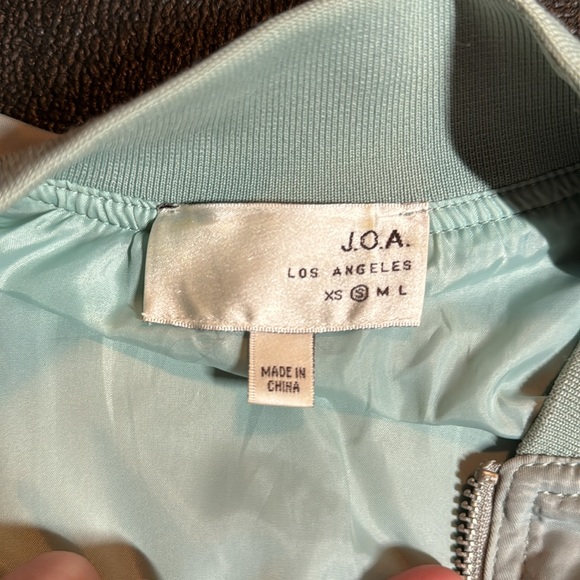 J.O.A.
LOS ANGELES
XS S M L
MADE IN
CHINA